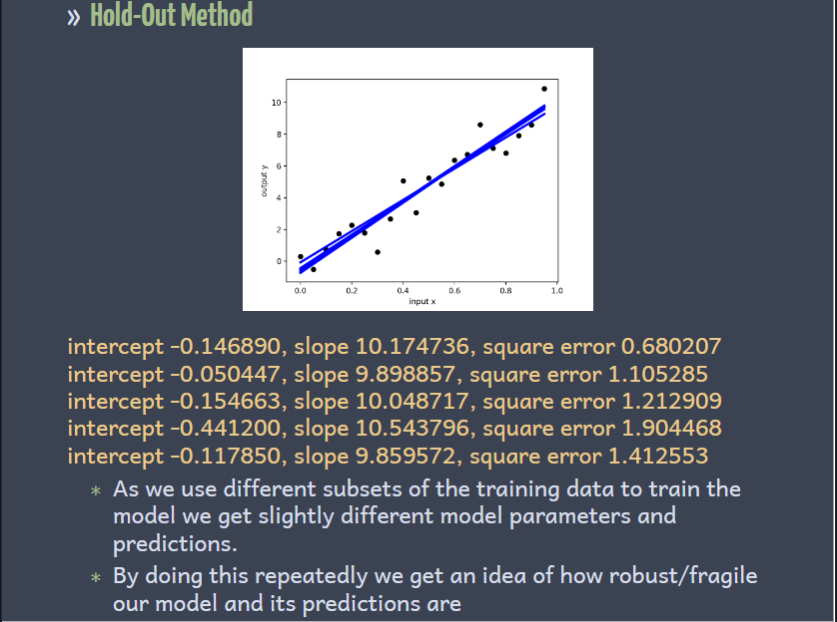 » Hold-Out Method
10
8
6
4
2
0
output y
0.0 0.2 0.4 0.6 0.8 1.0
input x
intercept -0.146890, slope 10.174736, square error 0.680207
intercept -0.050447, slope 9.898857, square error 1.105285
intercept -0.154663, slope 10.048717, square error 1.212909
intercept -0.441200, slope 10.543796, square error 1.904468
intercept -0.117850, slope 9.859572, square error 1.412553
* As we use different subsets of the training data to train the
model we get slightly different model parameters and
predictions.
* By doing this repeatedly we get an idea of how robust/fragile
our model and its predictions are